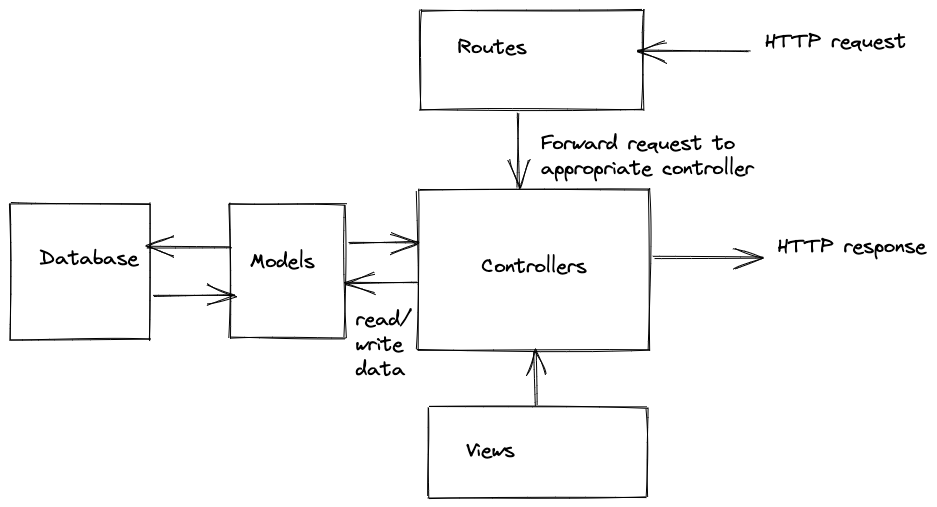 Routes
HTTP request
Forward request to
appropriate controller
Database
Models
Controllers
HTTP response
read/
write
data
Views